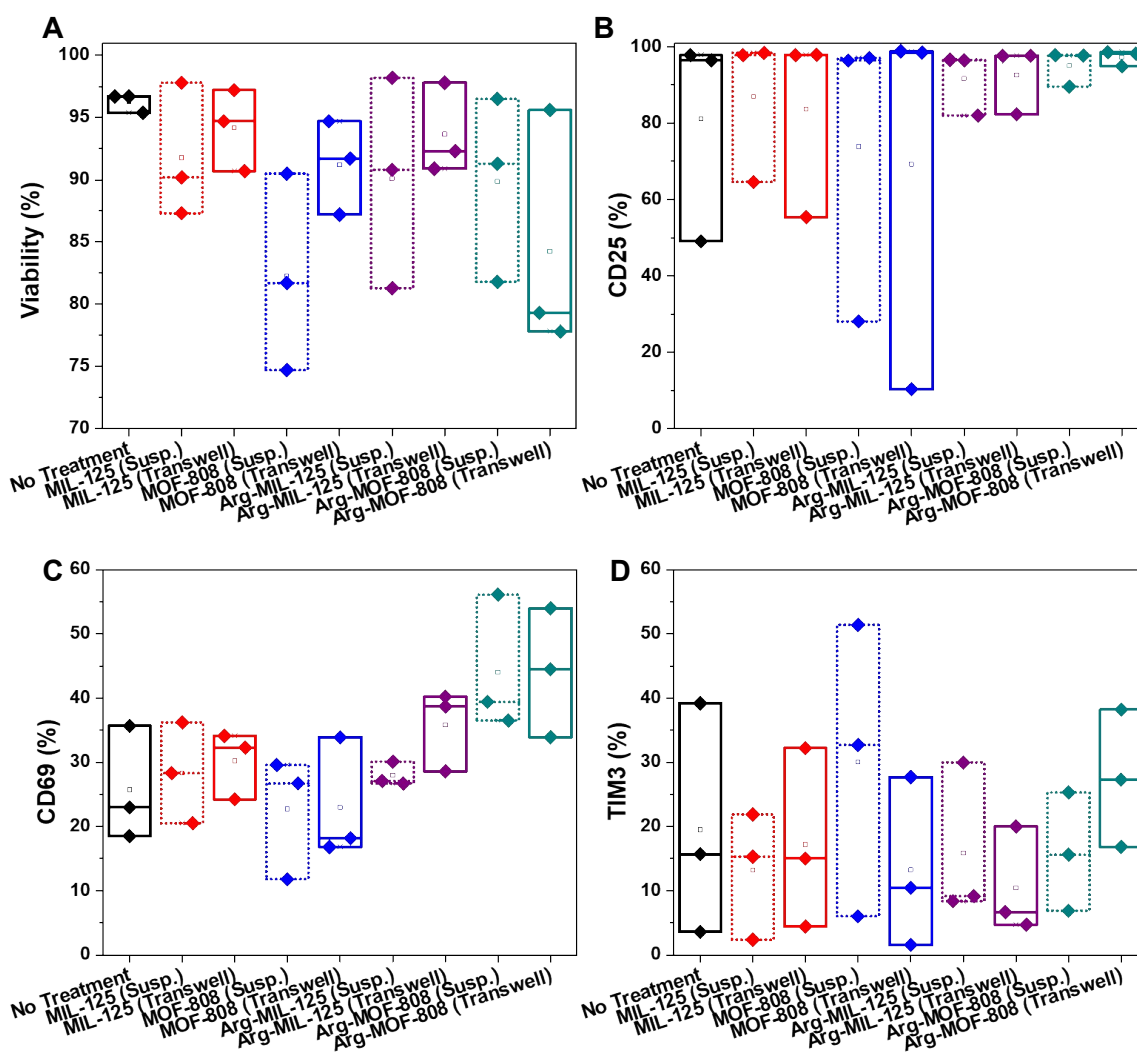 A
Viability (%)
100
95
90
85
80
75
70
No Treatment
MIL-125 (Susp.)
MIL-125 (Transwell)
MOF-808 (Susp.)
MOF-808 (Transwell)
Arg-MIL-125 (Susp.)
Arg-MIL-125 (Transwell)
Arg-MOF-808 (Susp.)
Arg-MOF-808 (Transwell)
B
CD25 (%)
100
80
60
40
20
0
No Treatment
MIL-125 (Susp.)
MIL-125 (Transwell)
MOF-808 (Susp.)
MOF-808 (Transwell)
Arg-MIL-125 (Susp.)
Arg-MIL-125 (Transwell)
Arg-MOF-808 (Susp.)
Arg-MOF-808 (Transwell)
C
CD69 (%)
60
50
40
30
20
10
0
No Treatment
MIL-125 (Susp.)
MIL-125 (Transwell)
MOF-808 (Susp.)
MOF-808 (Transwell)
Arg-MIL-125 (Susp.)
Arg-MIL-125 (Transwell)
Arg-MOF-808 (Susp.)
Arg-MOF-808 (Transwell)
D
TIM3 (%)
60
50
40
30
20
10
0
No Treatment
MIL-125 (Susp.)
MIL-125 (Transwell)
MOF-808 (Susp.)
MOF-808 (Transwell)
Arg-MIL-125 (Susp.)
Arg-MIL-125 (Transwell)
Arg-MOF-808 (Susp.)
Arg-MOF-808 (Transwell)